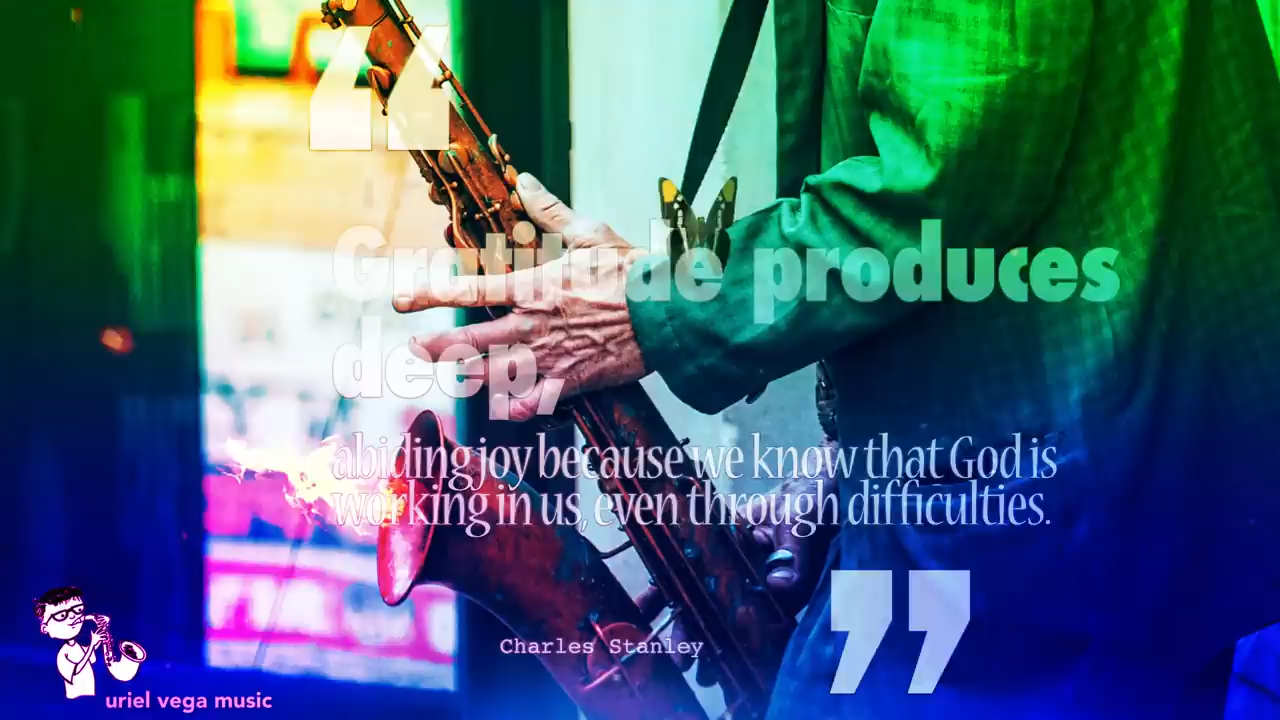 “
Gratitude produces
deep,
abiding joy because we know that God is
working in us, even through difficulties.
”
Charles Stanley
uriel vega music